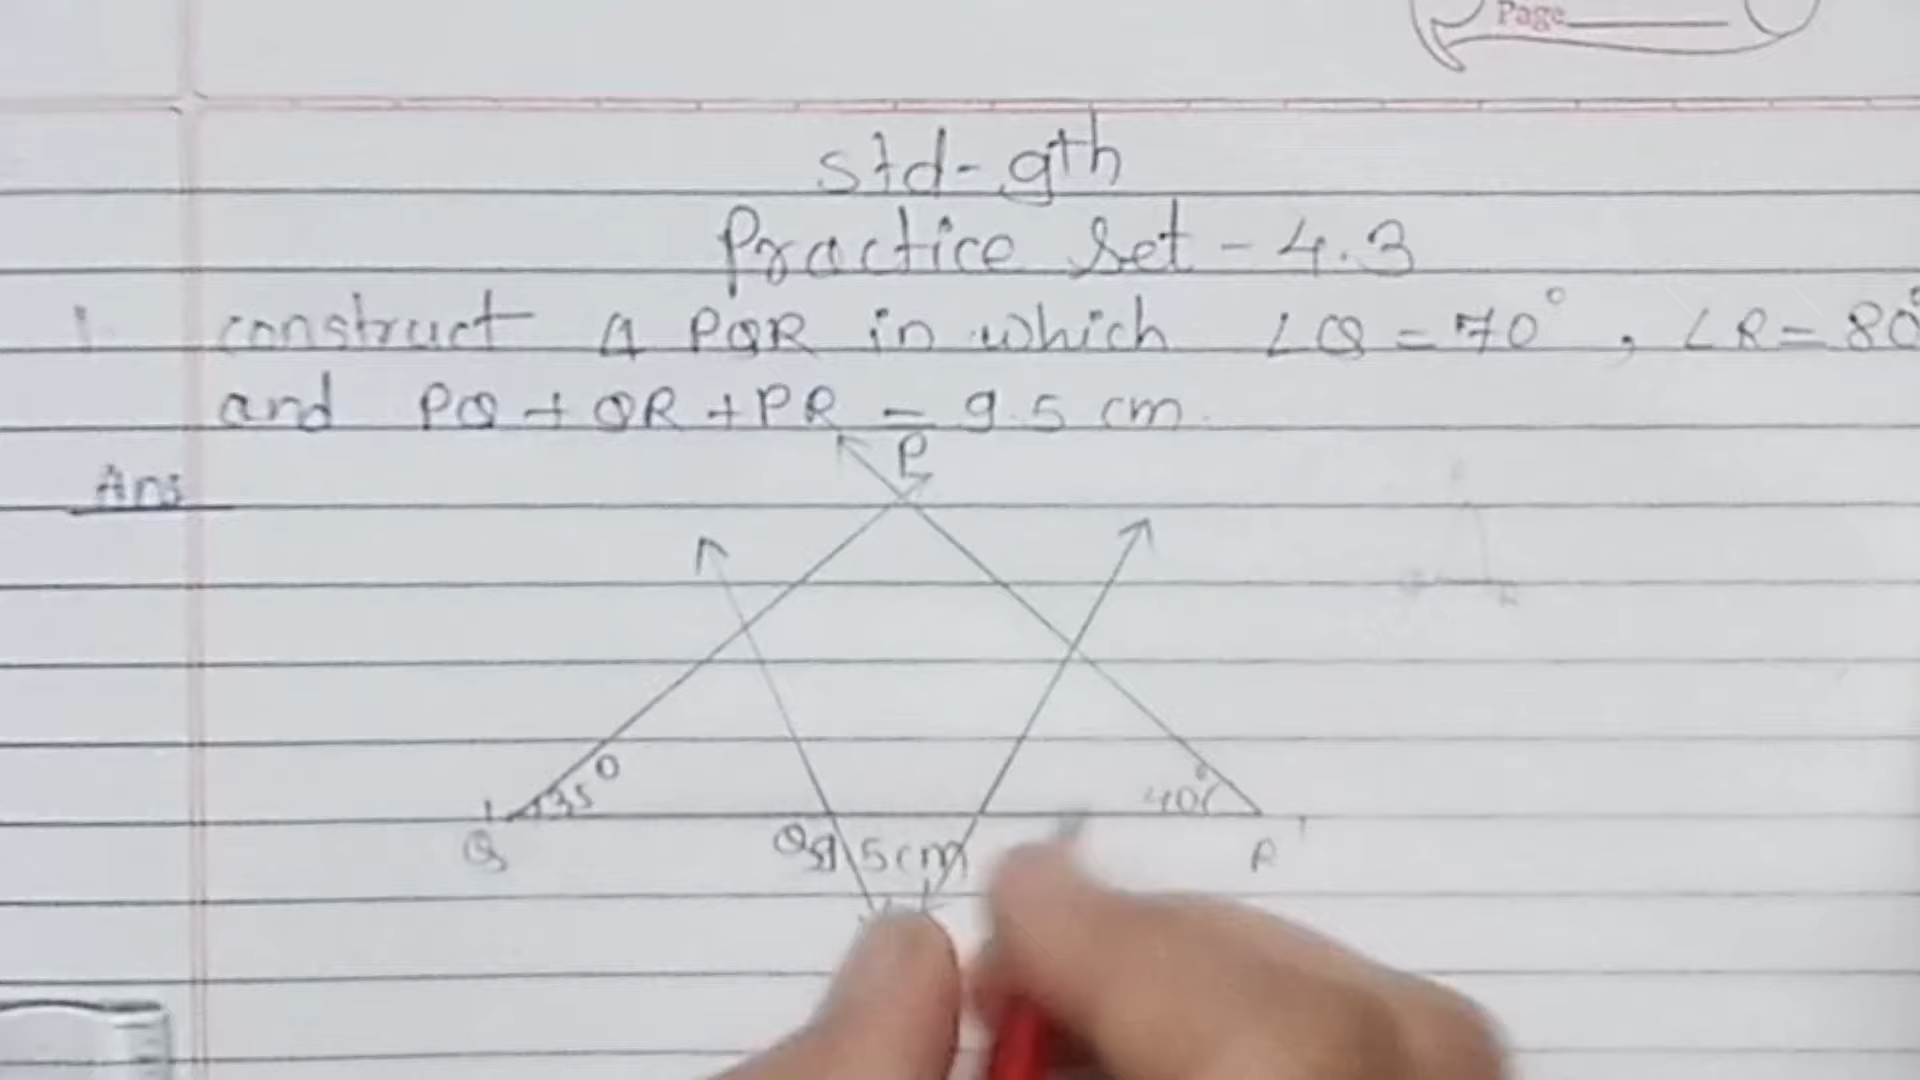 Page
Std-9th
Practice Set - 4.3
1. construct Δ PQR in which ∠Q = 70°, ∠R = 80°
and PQ + QR + PR = 9.5 cm.
Ans
P
35° 40°
Q Q 9.5cm R